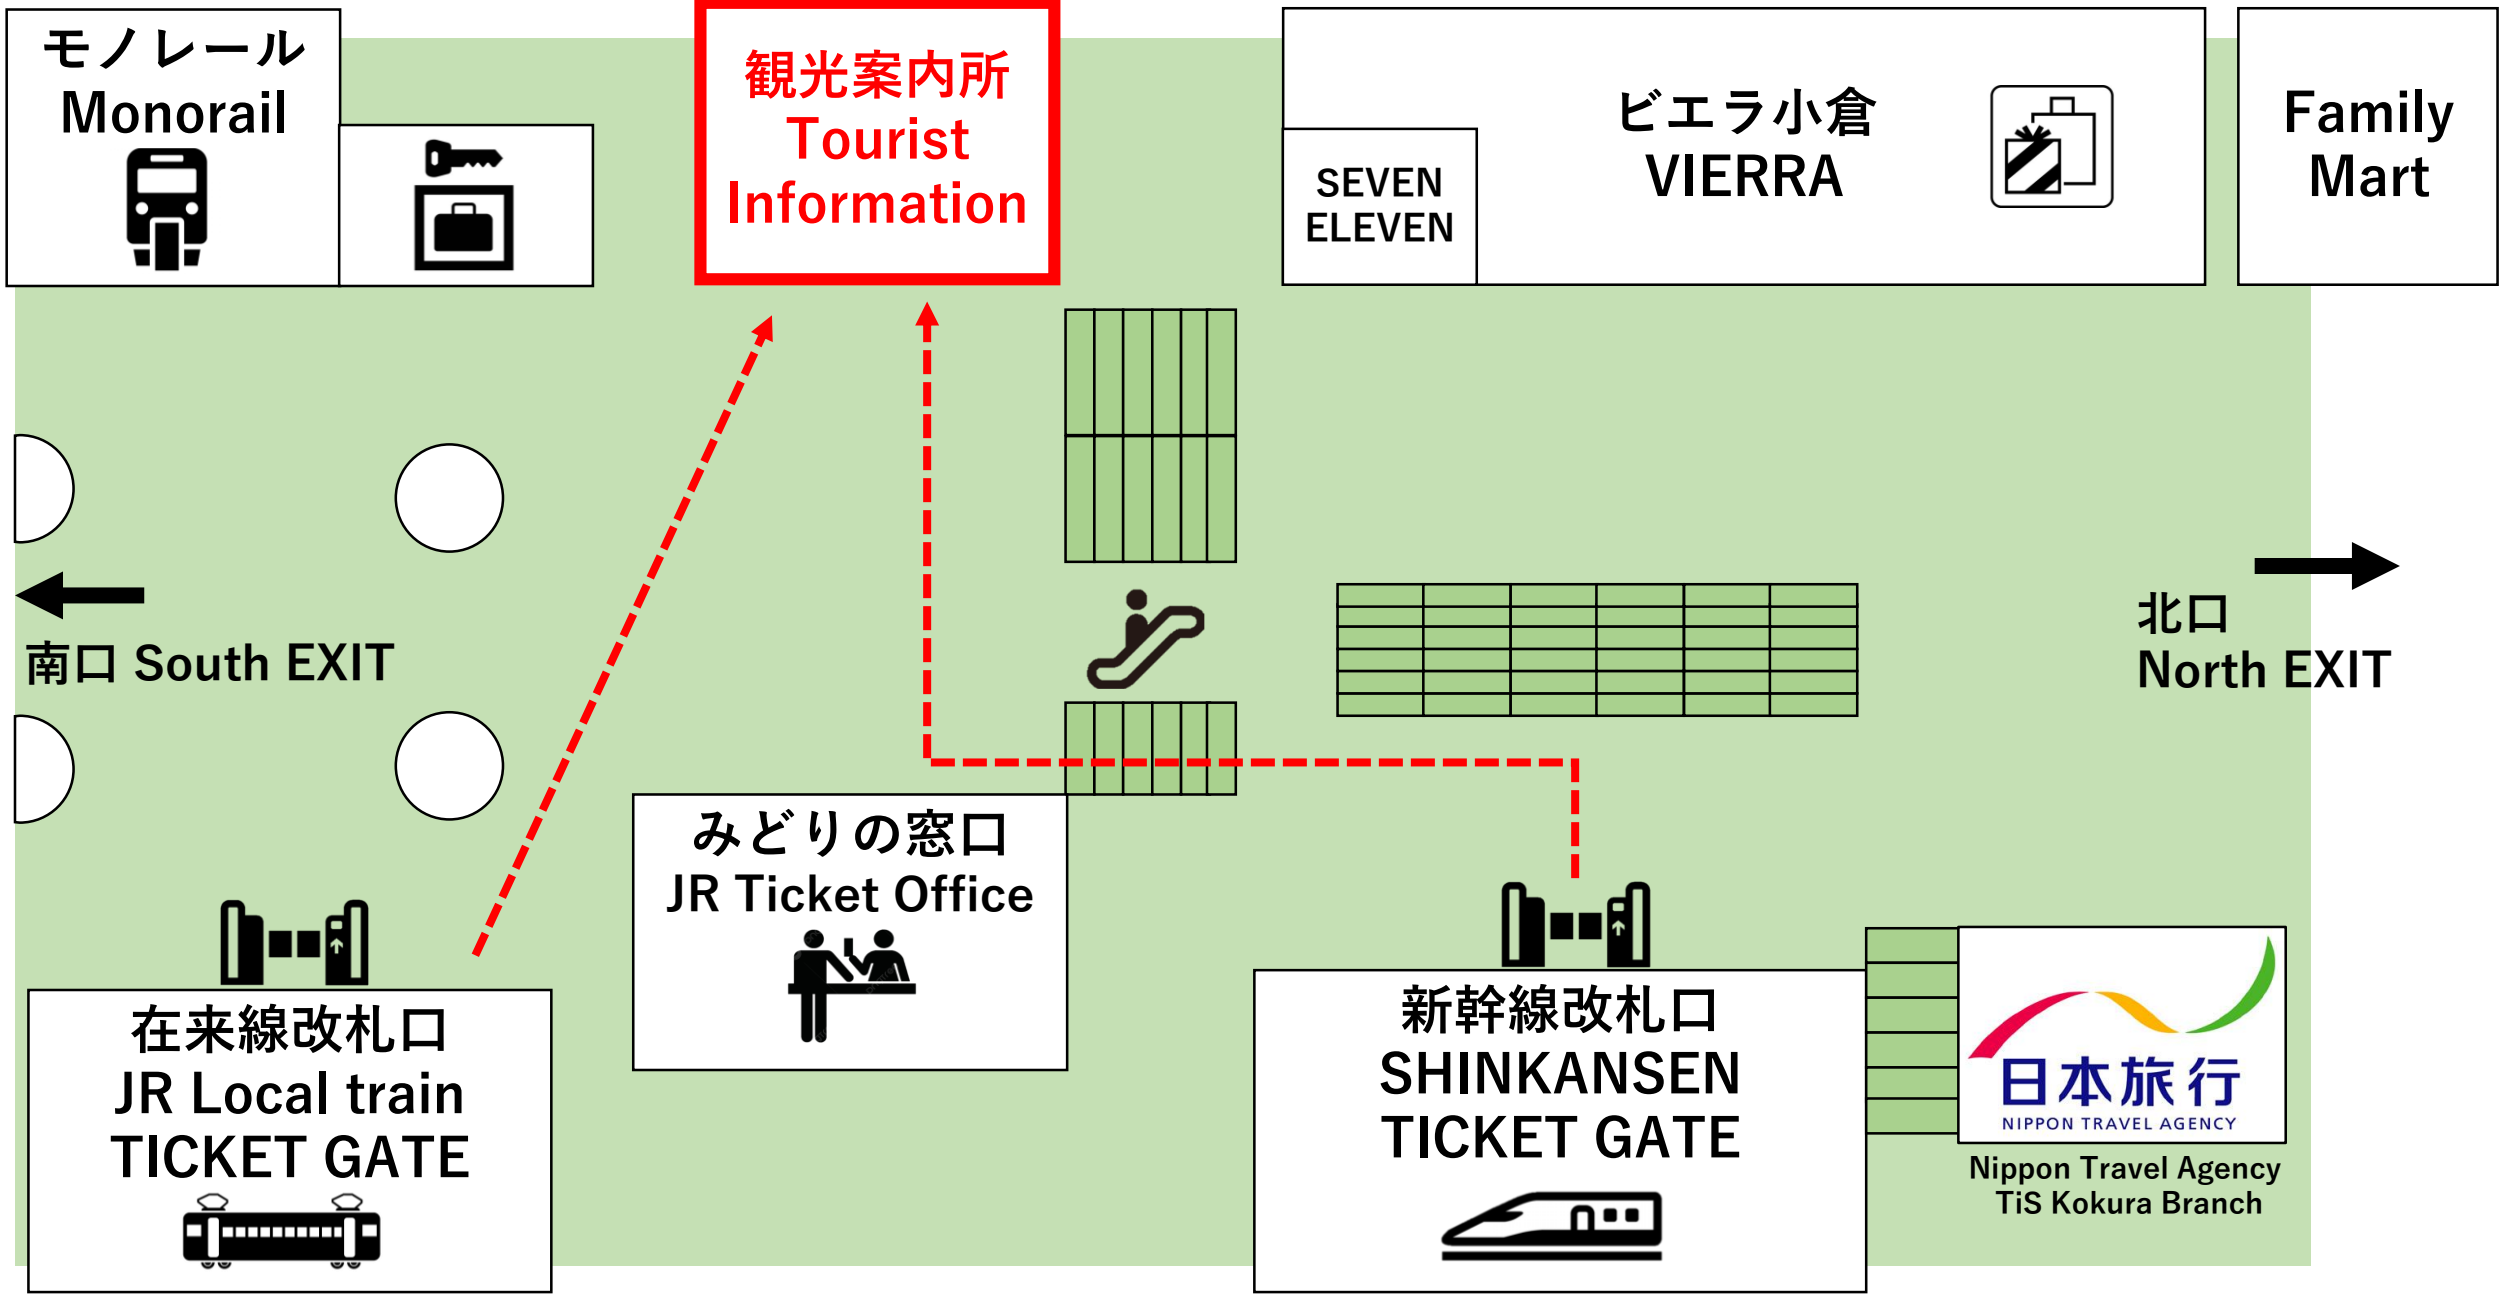 モノレール
Monorail
観光案内所
Tourist
Information
SEVEN
ELEVEN
ビエラ小倉
VIERRA
Family
Mart
南口 South EXIT
北口
North EXIT
みどりの窓口
JR Ticket Office
在来線改札口
JR Local train
TICKET GATE
新幹線改札口
SHINKANSEN
TICKET GATE
日本旅行
NIPPON TRAVEL AGENCY
Nippon Travel Agency
TiS Kokura Branch